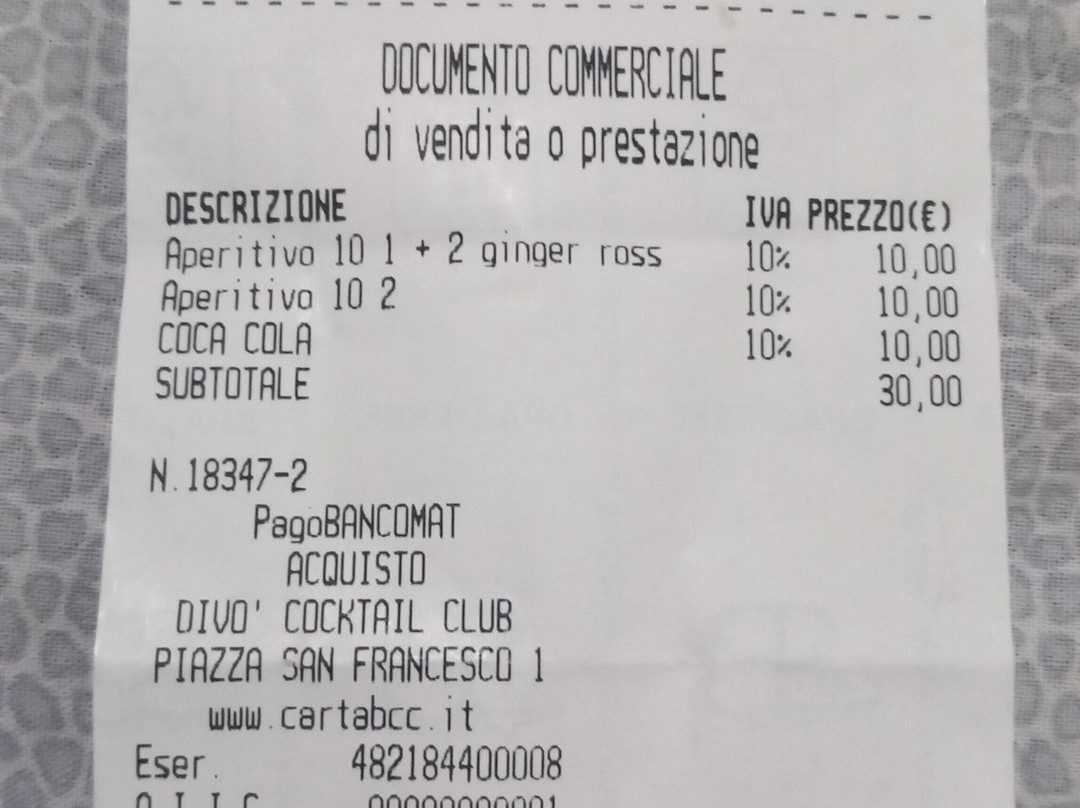 DOCUMENTO COMMERCIALE
di vendita o prestazione
DESCRIZIONE IVA PREZZO(€)
Aperitivo 10 1 + 2 ginger ross 10% 10,00
Aperitivo 10 2 10% 10,00
COCA COLA 10% 10,00
SUBTOTALE 30,00
N.18347-2
PagoBANCOMAT
ACQUISTO
DIVO' COCKTAIL CLUB
PIAZZA SAN FRANCESCO 1
www.cartabcc.it
Eser. 482184400008